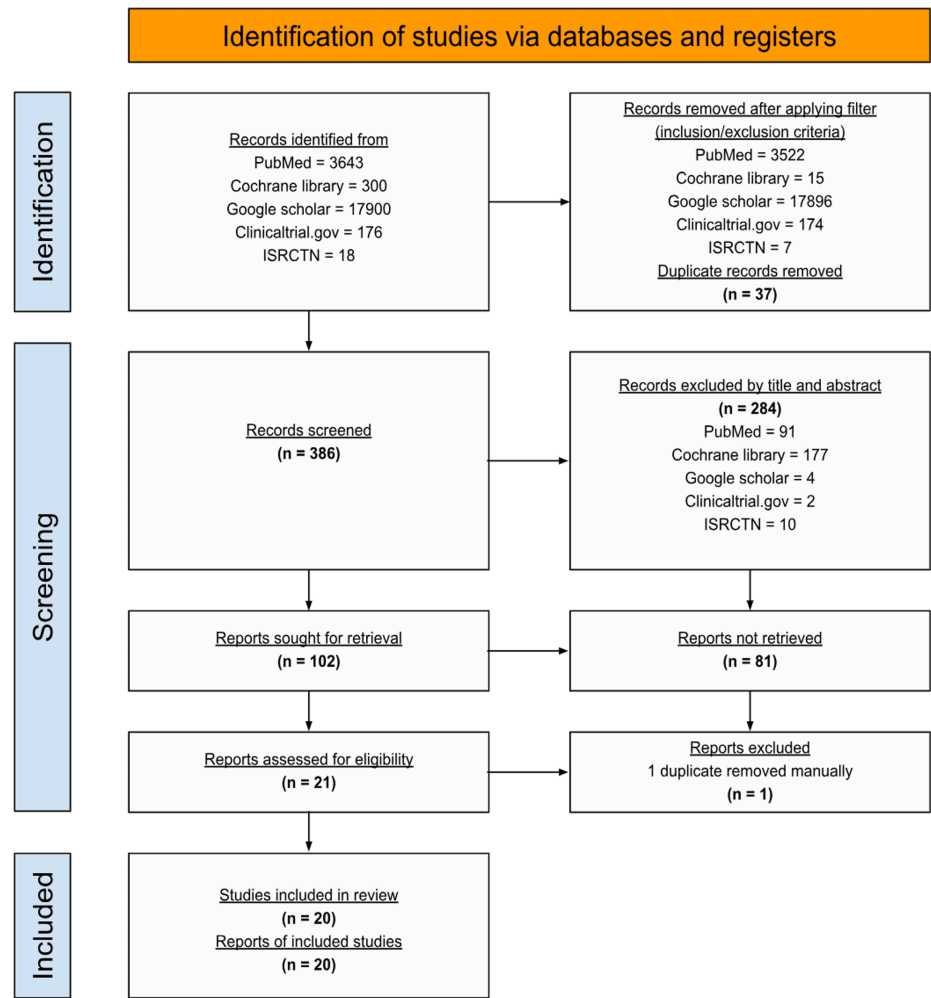 Identification of studies via databases and registers
Identification
Records identified from
PubMed = 3643
Cochrane library = 300
Google scholar = 17900
Clinicaltrial.gov = 176
ISRCTN = 18
Records removed after applying filter
(inclusion/exclusion criteria)
PubMed = 3522
Cochrane library = 15
Google scholar = 17896
Clinicaltrial.gov = 174
ISRCTN = 7
Duplicate records removed
(n = 37)
Screening
Records screened
(n = 386)
Records excluded by title and abstract
(n = 284)
PubMed = 91
Cochrane library = 177
Google scholar = 4
Clinicaltrial.gov = 2
ISRCTN = 10
Reports sought for retrieval
(n = 102)
Reports not retrieved
(n = 81)
Reports assessed for eligibility
(n = 21)
Reports excluded
1 duplicate removed manually
(n = 1)
Included
Studies included in review
(n = 20)
Reports of included studies
(n = 20)